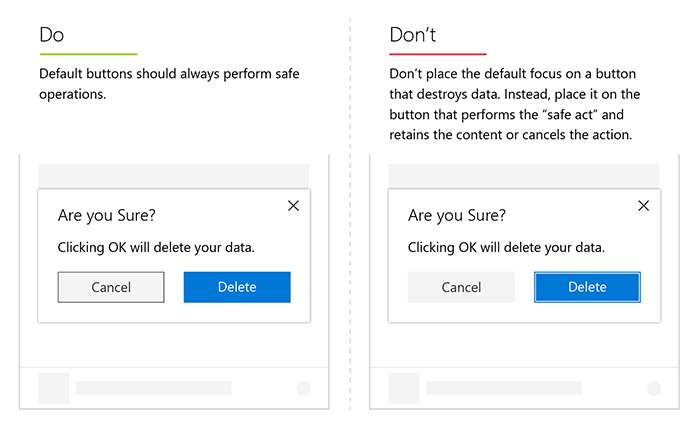 Do
Default buttons should always perform safe
operations.
Are you Sure?
Clicking OK will delete your data.
Cancel
Delete
Don’t
Don’t place the default focus on a button
that destroys data. Instead, place it on the
button that performs the “safe act” and
retains the content or cancels the action.
Are you Sure?
Clicking OK will delete your data.
Cancel
Delete